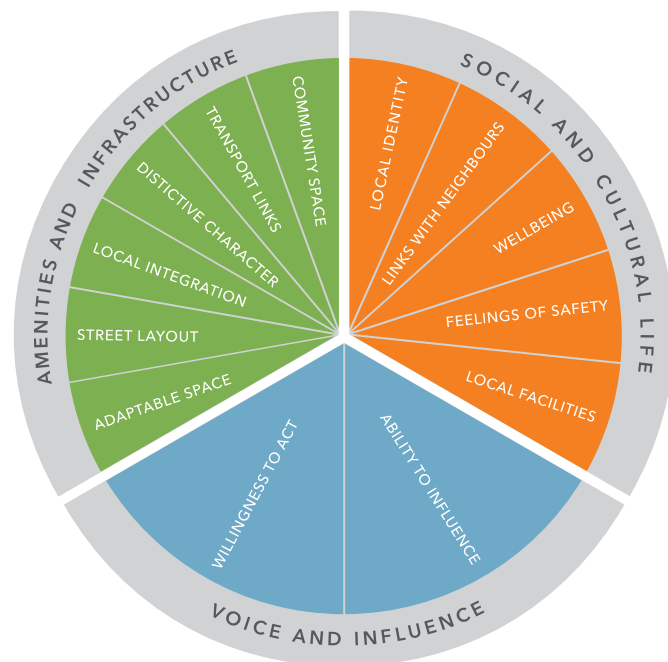 AMENITIES AND INFRASTRUCTURE
COMMUNITY SPACE
TRANSPORT LINKS
DISTICTIVE CHARACTER
LOCAL INTEGRATION
STREET LAYOUT
ADAPTABLE SPACE
SOCIAL AND CULTURAL LIFE
LOCAL IDENTITY
LINKS WITH NEIGHBOURS
WELLBEING
FEELINGS OF SAFETY
LOCAL FACILITIES
WILLINGNESS TO ACT
ABILITY TO INFLUENCE
VOICE AND INFLUENCE